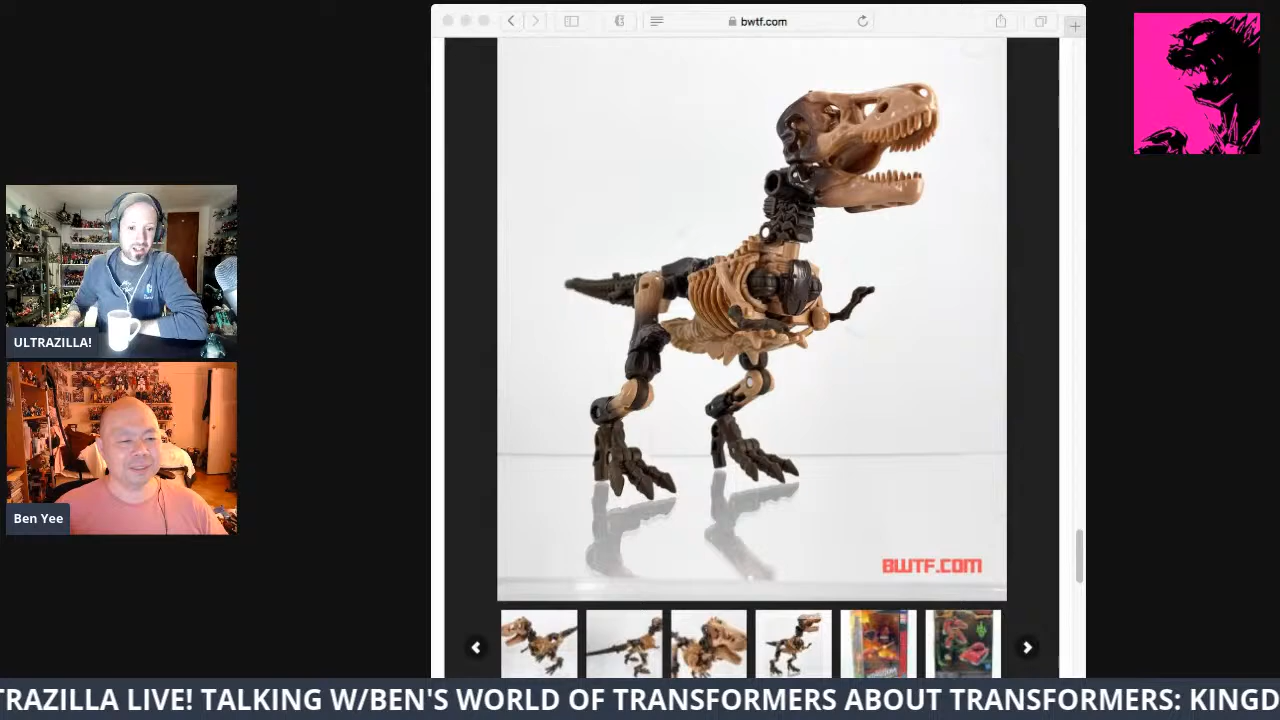 bwtf.com
ULTRAZILLA!
Ben Yee
BWTF.COM
TRAZILLA LIVE! TALKING W/BEN'S WORLD OF TRANSFORMERS ABOUT TRANSFORMERS: KINGD